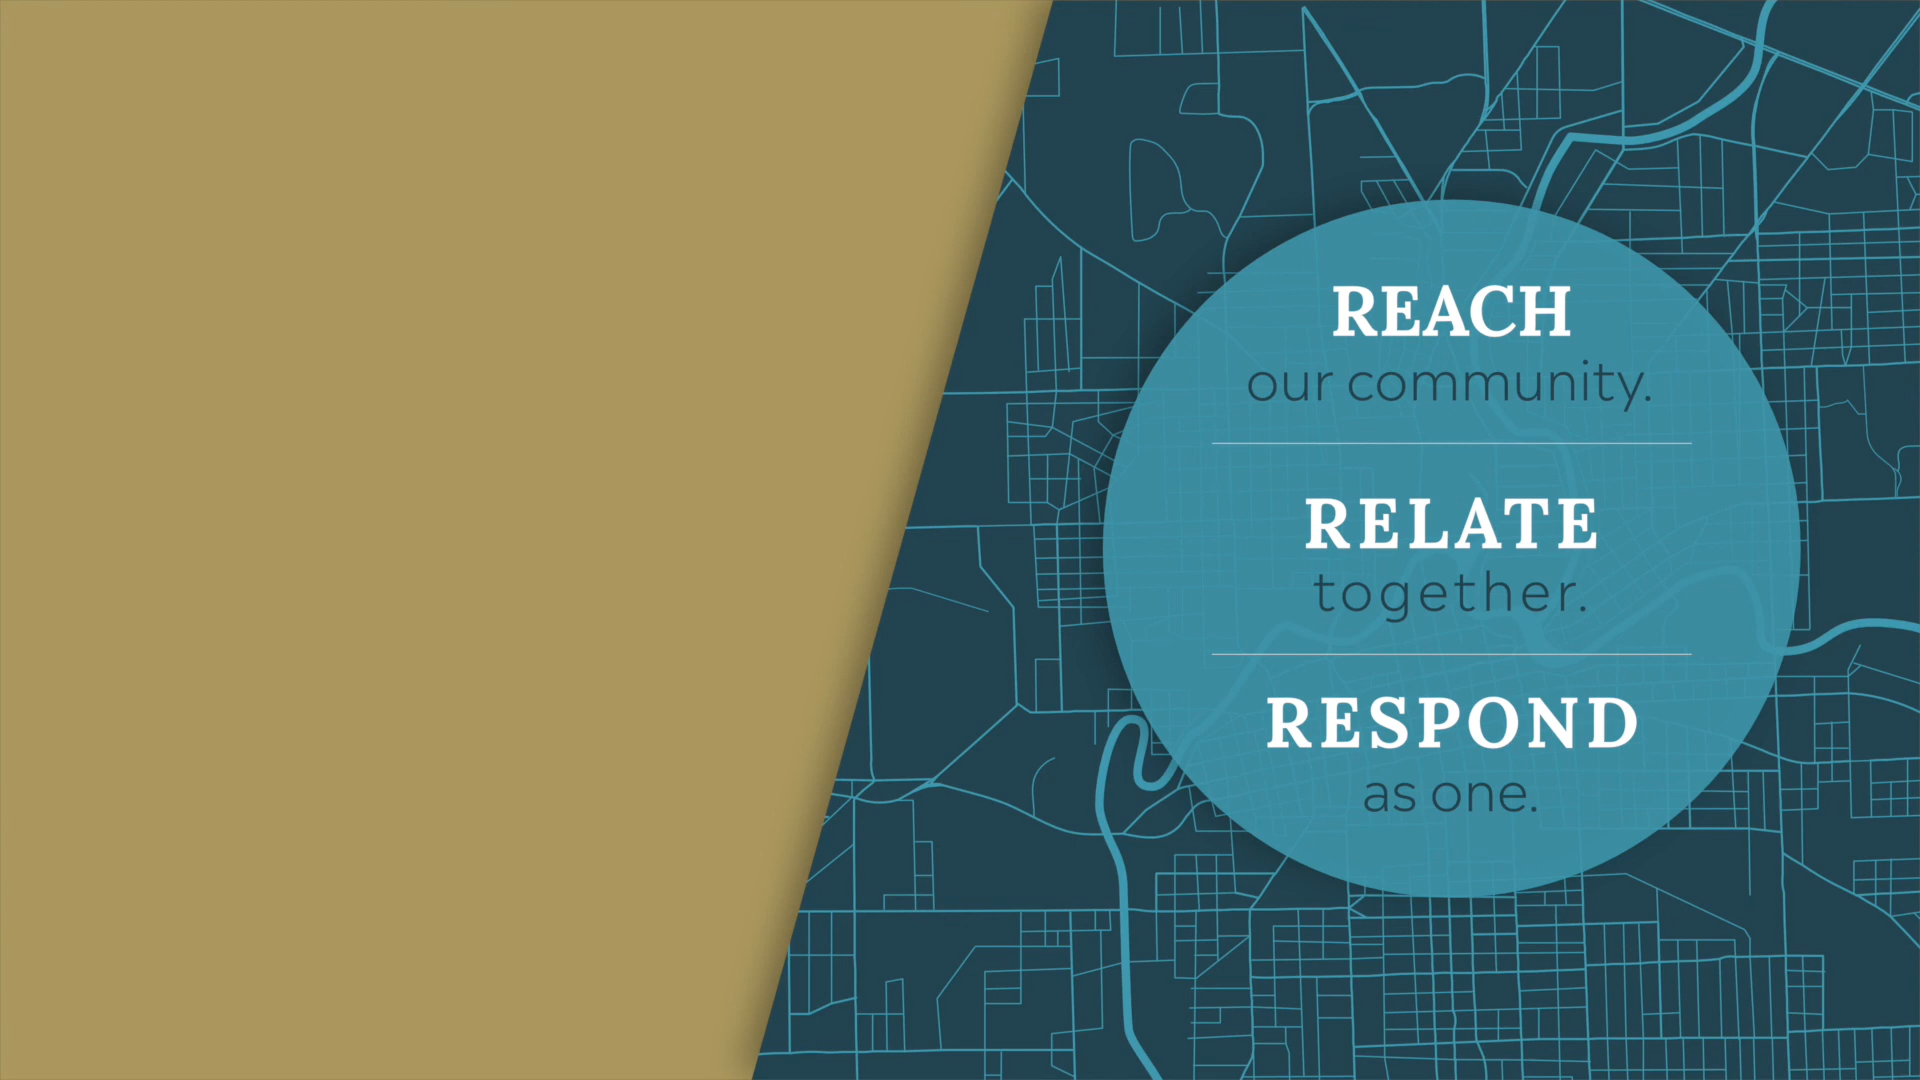 REACH
our community.
RELATE
together.
RESPOND
as one.